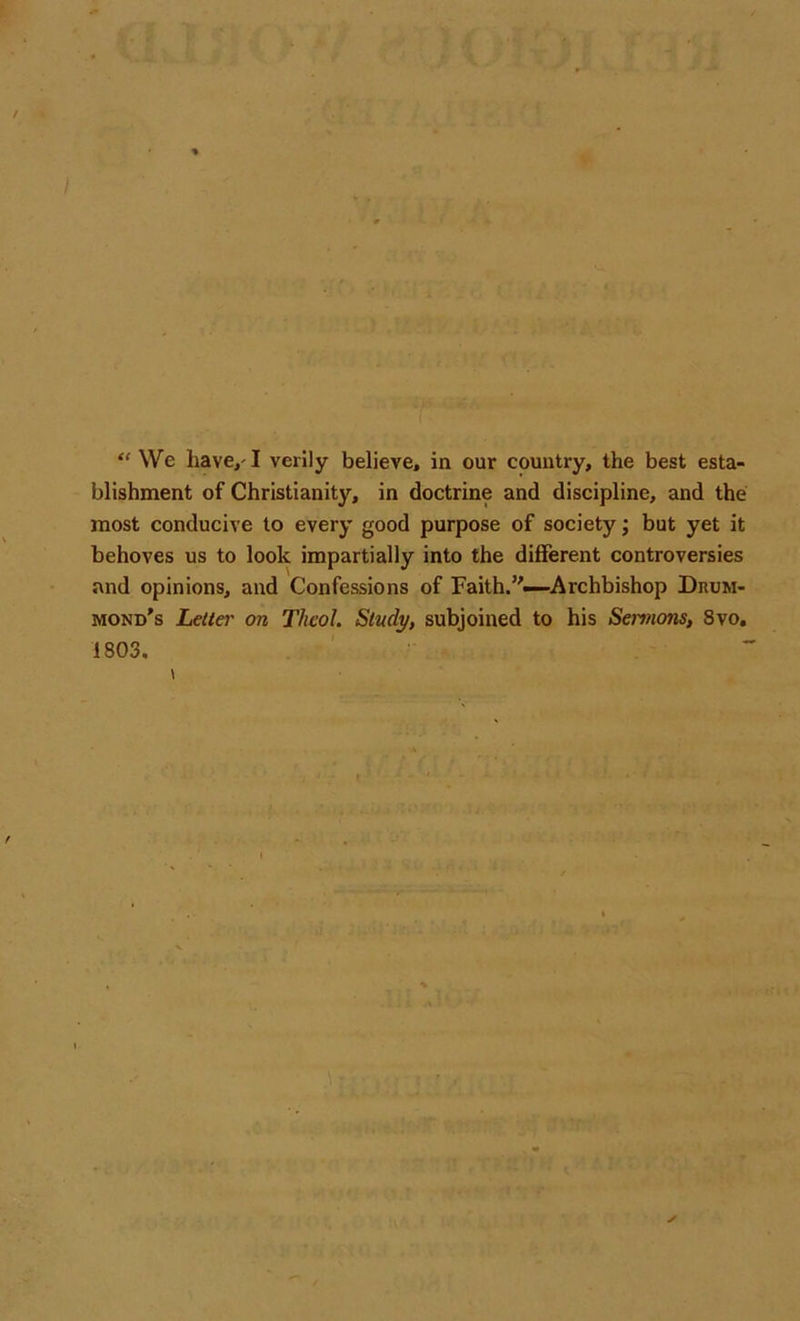 “ We have, I verily believe, in our country, the best esta-
blishment of Christianity, in doctrine and discipline, and the
most conducive to every good purpose of society; but yet it
behoves us to look impartially into the different controversies
and opinions, and Confessions of Faith.”—Archbishop Drum-
mond's Letter on Theol. Study, subjoined to his Sermons, 8vo.
1803.